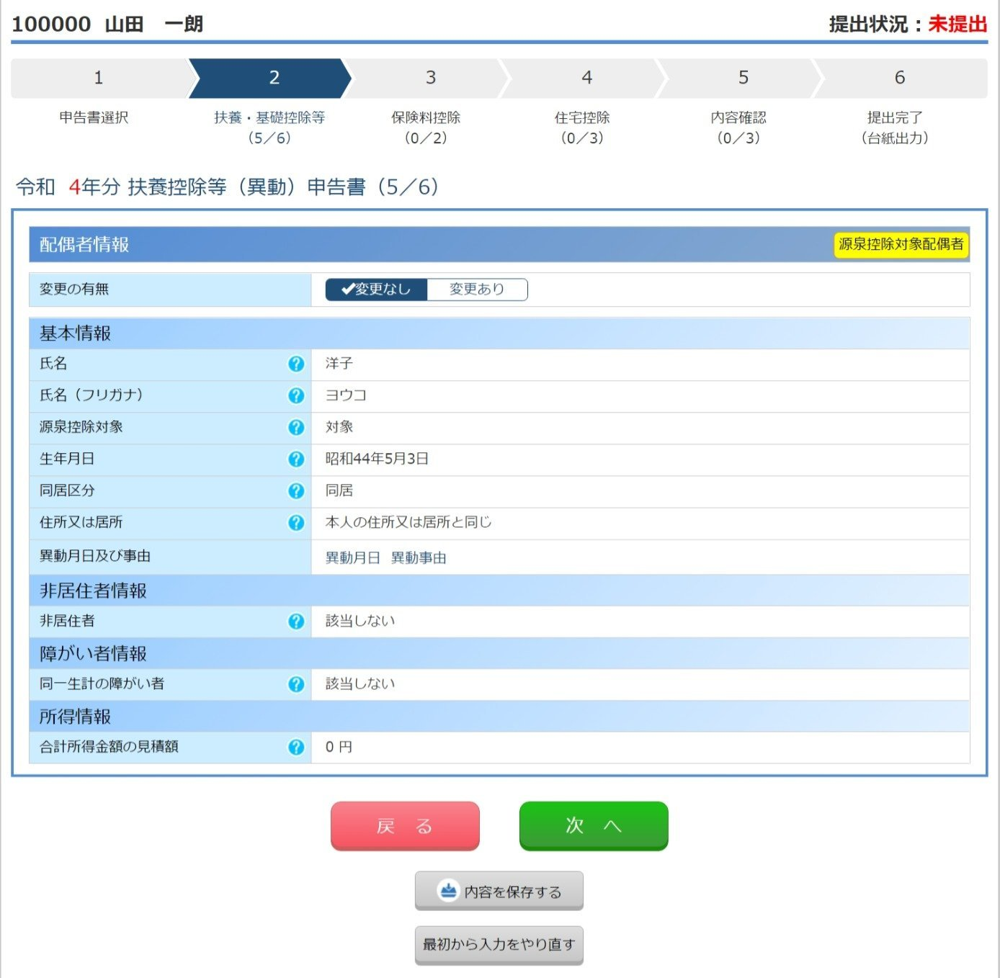 100000 山田　一朗
提出状況：未提出
1
2
3
4
5
6
申告書選択
扶養・基礎控除等
（5／6）
保険料控除
（0／2）
住宅控除
（0／3）
内容確認
（0／3）
提出完了
（台紙出力）
令和 4年分 扶養控除等（異動）申告書（5／6）
配偶者情報
源泉控除対象配偶者
変更の有無
✔変更なし 変更あり
基本情報
氏名 ? 洋子
氏名（フリガナ） ? ヨウコ
源泉控除対象 ? 対象
生年月日 ? 昭和44年5月3日
同居区分 ? 同居
住所又は居所 ? 本人の住所又は居所と同じ
異動月日及び事由 異動月日 異動事由
非居住者情報
非居住者 ? 該当しない
障がい者情報
同一生計の障がい者 ? 該当しない
所得情報
合計所得金額の見積額 ? 0 円
戻　る
次　へ
内容を保存する
最初から入力をやり直す